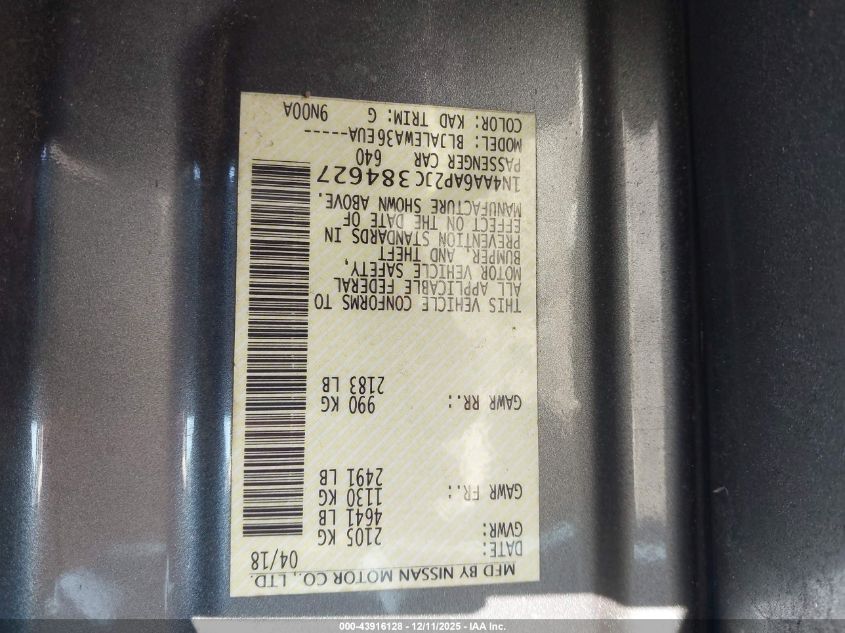 MFD BY NISSAN MOTOR CO., LTD.
DATE: 04/18
GVWR: 2105 KG
4641 LB
GAWR FR.: 1130 KG
2491 LB
GAWR RR.: 990 KG
2183 LB
THIS VEHICLE CONFORMS TO
ALL APPLICABLE FEDERAL
MOTOR VEHICLE SAFETY,
BUMPER, AND THEFT
PREVENTION STANDARDS IN
EFFECT ON THE DATE OF
MANUFACTURE SHOWN ABOVE.
1N4AA6AP2JC384627
PASSENGER CAR 640
MODEL: BLJALEWA36EUA-----
COLOR: KAD TRIM: G 9N00A
000-43916128 - 12/11/2025 - IAA Inc.